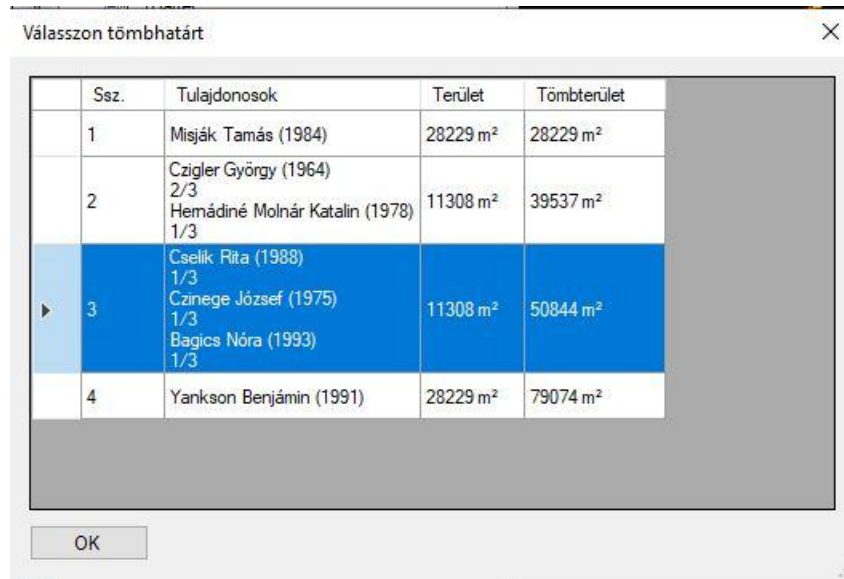 Válasszon tömbhatárt
Ssz. Tulajdonosok Terület Tömbterület
1 Misják Tamás (1984) 28229 m² 28229 m²
Czigler György (1964)
2/3
2 Hernádiné Molnár Katalin (1978) 11308 m² 39537 m²
1/3
Cselik Rita (1988)
1/3
3 Czinege József (1975) 11308 m² 50844 m²
1/3
Bagics Nóra (1993)
1/3
4 Yankson Benjámin (1991) 28229 m² 79074 m²
OK